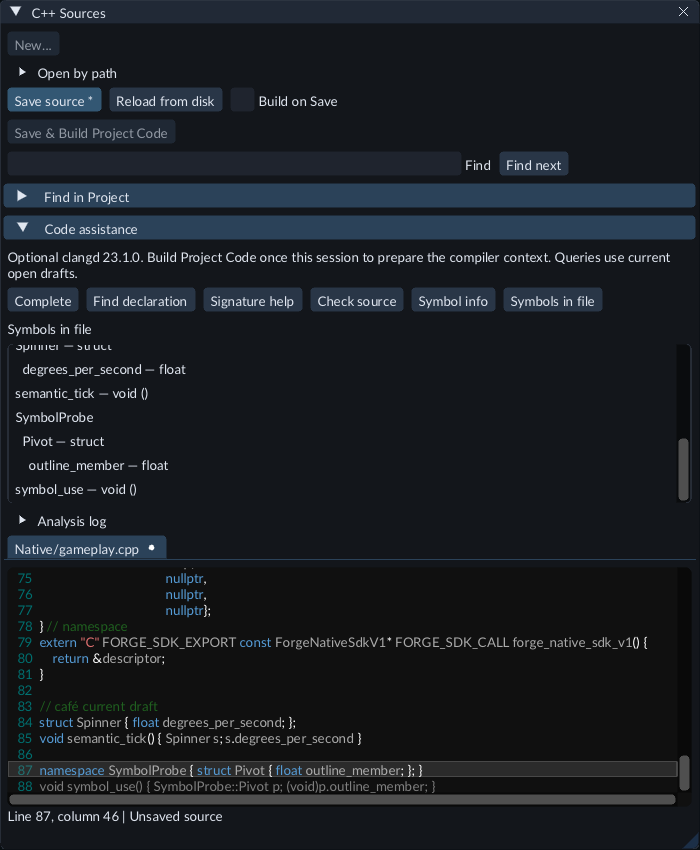 C++ Sources
New...
Open by path
Save source * Reload from disk Build on Save
Save & Build Project Code
Find Find next
Find in Project
Code assistance
Optional clangd 23.1.0. Build Project Code once this session to prepare the compiler context. Queries use current
open drafts.
Complete Find declaration Signature help Check source Symbol info Symbols in file
Symbols in file
Spinner — struct
degrees_per_second — float
semantic_tick — void ()
SymbolProbe
Pivot — struct
outline_member — float
symbol_use — void ()
Analysis log
Native/gameplay.cpp
75 nullptr,
76 nullptr,
77 nullptr};
78 } // namespace
79 extern "C" FORGE_SDK_EXPORT const ForgeNativeSdkV1* FORGE_SDK_CALL forge_native_sdk_v1() {
80 return &descriptor;
81 }
82
83 // café current draft
84 struct Spinner { float degrees_per_second; };
85 void semantic_tick() { Spinner s; s.degrees_per_second }
86
87 namespace SymbolProbe { struct Pivot { float outline_member; }; }
88 void symbol_use() { SymbolProbe::Pivot p; (void)p.outline_member; }
Line 87, column 46 | Unsaved source